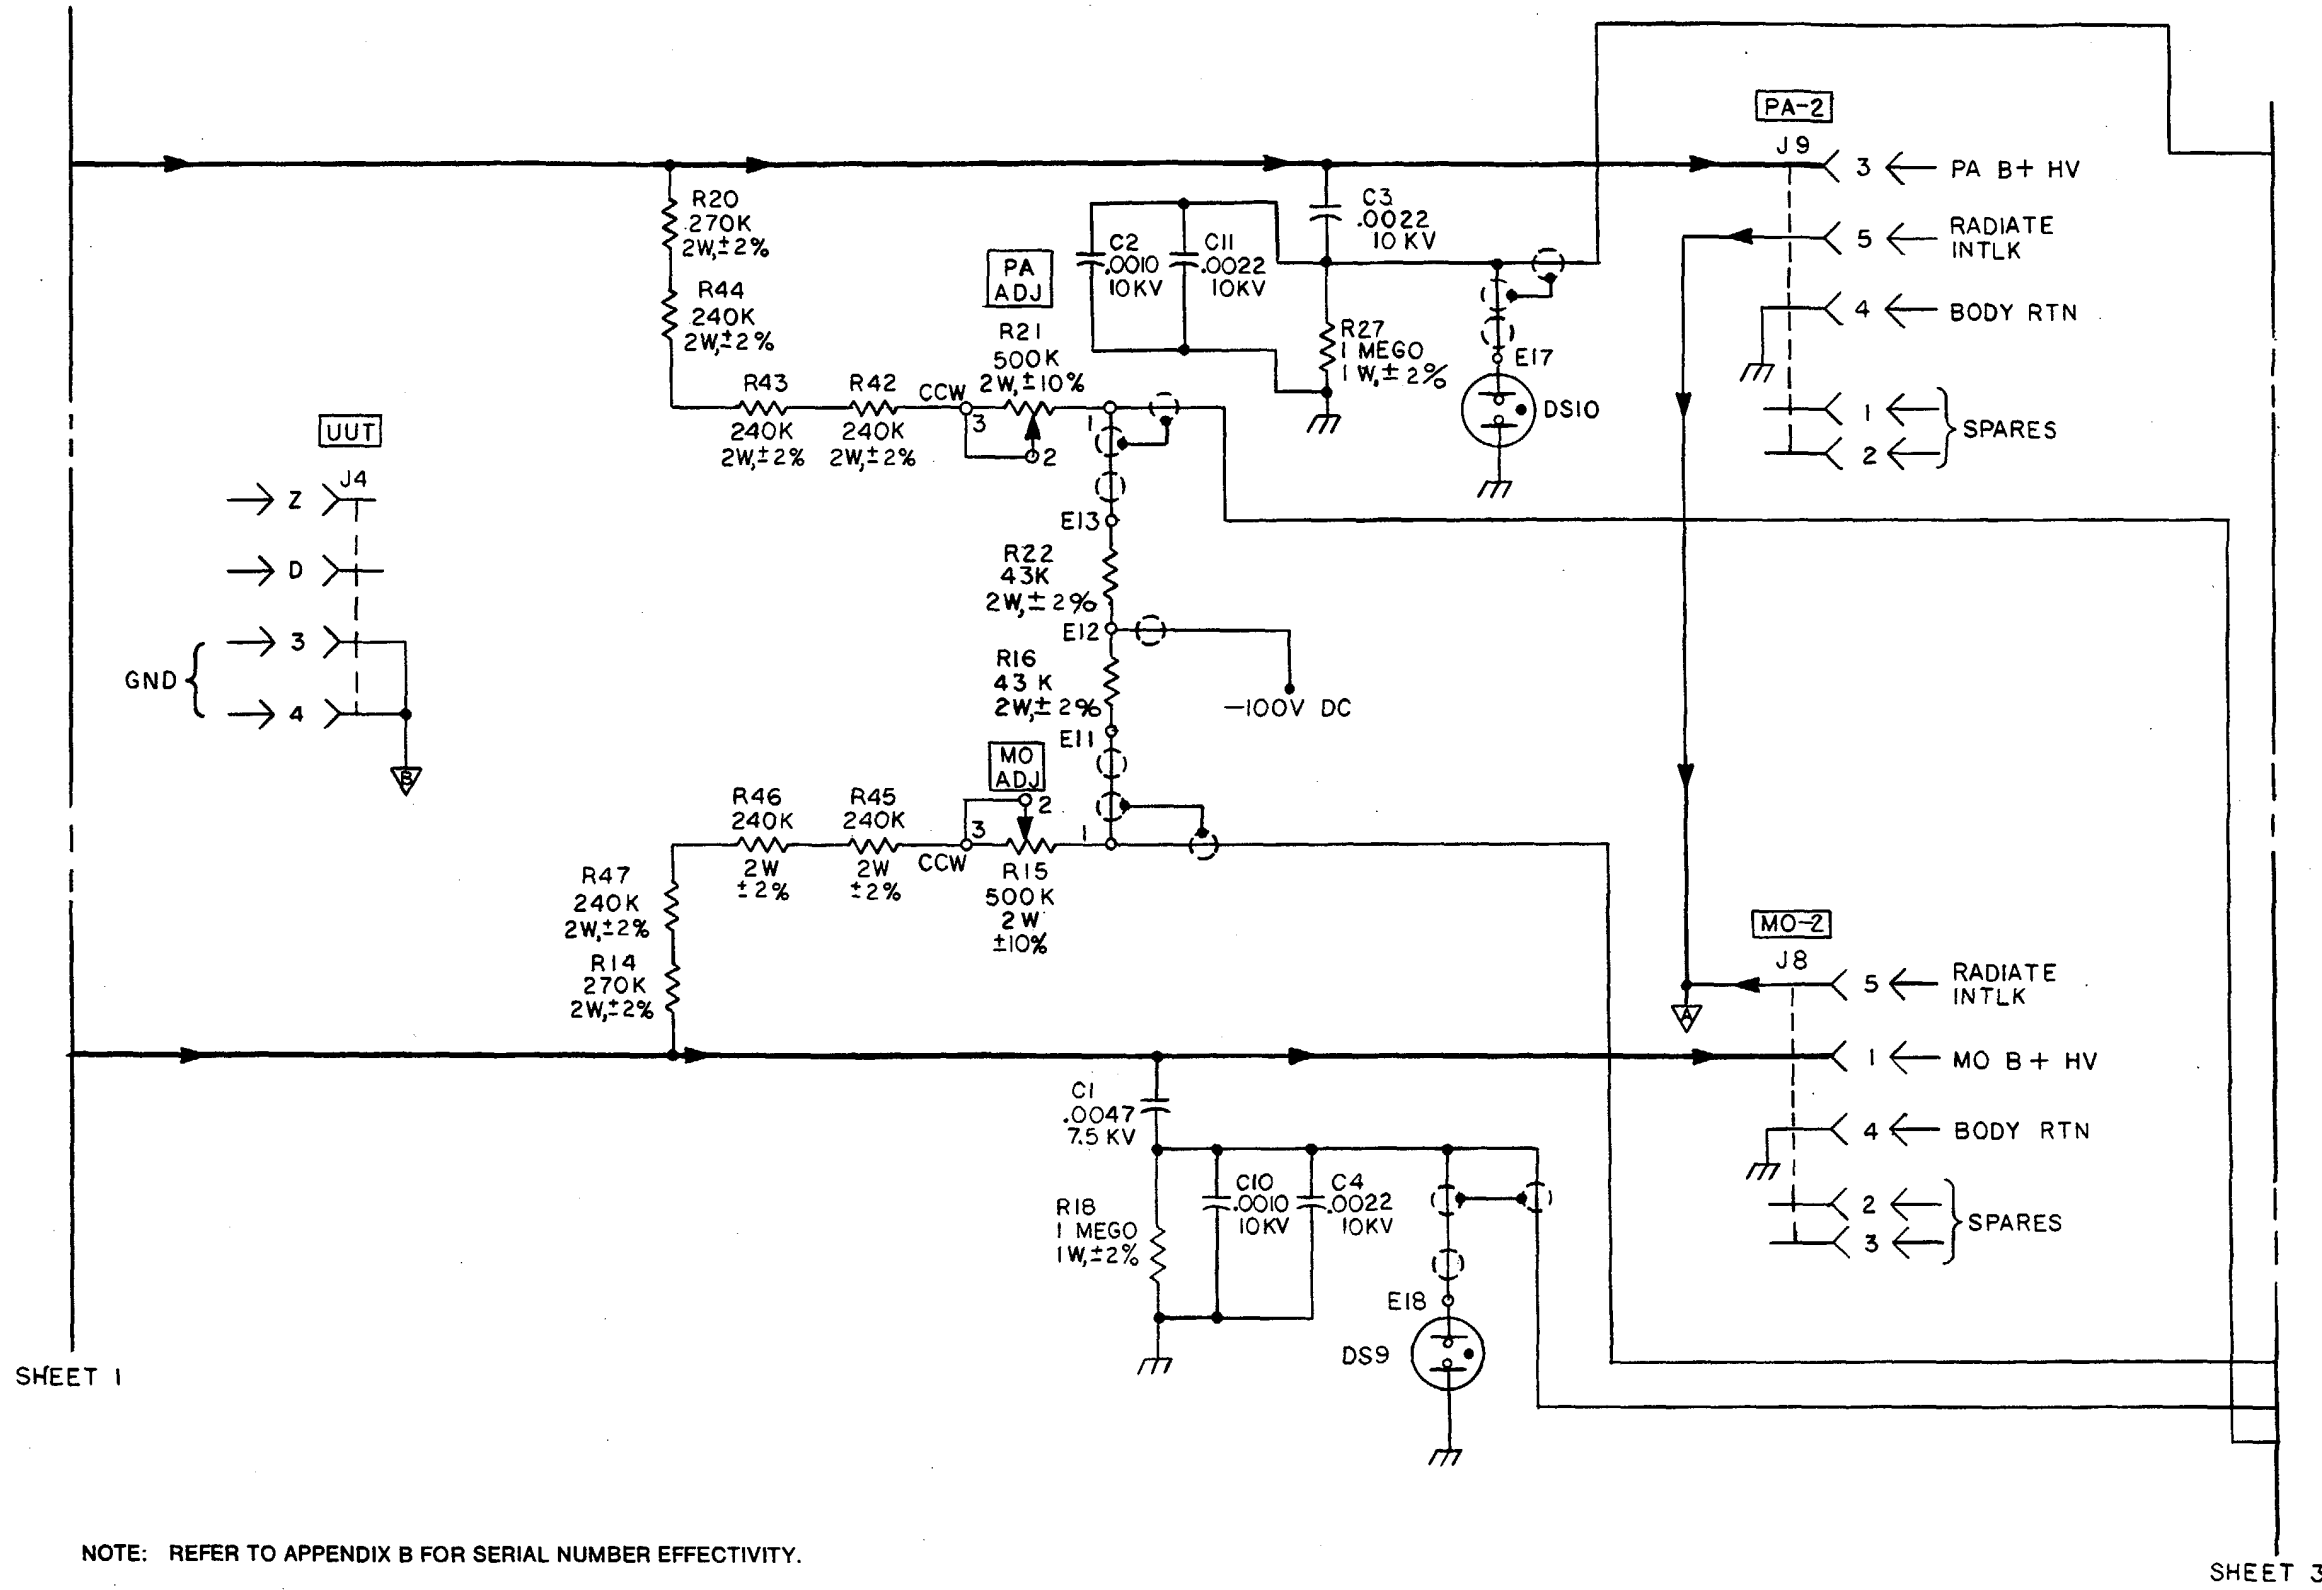 PA-2
J9
3 PA B+ HV
5 RADIATE
INTLK
4 BODY RTN
1
2
SPARES
R20
270K
2W,±2%
R44
240K
2W,±2%
R43
240K
2W,±2%
R42
240K
2W,±2%
CCW
3
PA
ADJ
R21
500K
2W,±10%
2
1
C2
.0010
10KV
C11
.0022
10KV
C3
.0022
10KV
R27
1 MEGO
1W,±2%
E17
DS10
UUT
J4
Z
D
3
4
GND
B
E13
R22
43K
2W,±2%
E12
-100V DC
R16
43K
2W,±2%
E11
MO
ADJ
2
3
1
CCW
R15
500K
2W
±10%
R46
240K
2W
±2%
R45
240K
2W
±2%
R47
240K
2W,±2%
R14
270K
2W,±2%
MO-2
J8
5 RADIATE
INTLK
A
1 MO B+ HV
4 BODY RTN
2
3
SPARES
C1
.0047
7.5KV
R18
1 MEGO
1W,±2%
C10
.0010
10KV
C4
.0022
10KV
E18
DS9
SHEET 1
NOTE: REFER TO APPENDIX B FOR SERIAL NUMBER EFFECTIVITY.
SHEET 3